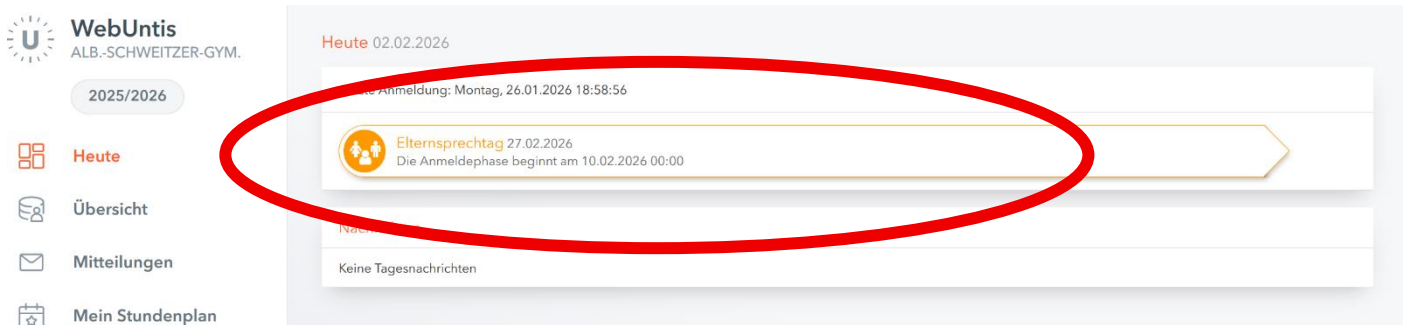 U
WebUntis
ALB.-SCHWEITZER-GYM.
2025/2026
Heute
Übersicht
Mitteilungen
Mein Stundenplan
Heute 02.02.2026
Anmeldung: Montag, 26.01.2026 18:58:56
Elternsprechtag 27.02.2026
Die Anmeldephase beginnt am 10.02.2026 00:00
Keine Tagesnachrichten